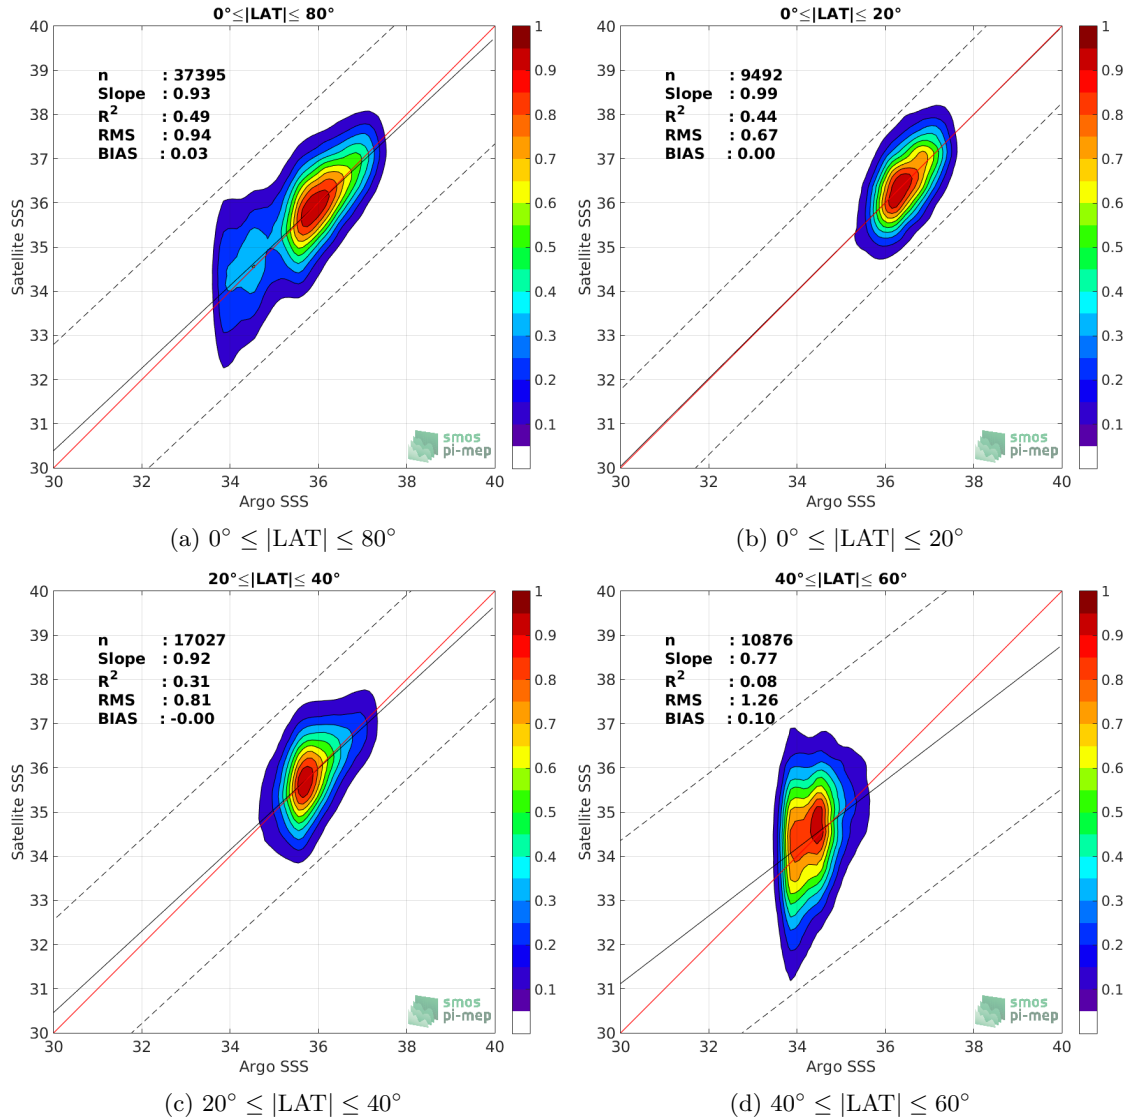 0°≤|LAT|≤ 80°
n : 37395
Slope : 0.93
R² : 0.49
RMS : 0.94
BIAS : 0.03
40
39
38
37
36
35
34
33
32
31
30
Satellite SSS
30 32 34 36 38 40
Argo SSS
1
0.9
0.8
0.7
0.6
0.5
0.4
0.3
0.2
0.1
smos
pi-mep
(a) 0° ≤ |LAT| ≤ 80°
0°≤|LAT|≤ 20°
n : 9492
Slope : 0.99
R² : 0.44
RMS : 0.67
BIAS : 0.00
40
39
38
37
36
35
34
33
32
31
30
Satellite SSS
30 32 34 36 38 40
Argo SSS
1
0.9
0.8
0.7
0.6
0.5
0.4
0.3
0.2
0.1
smos
pi-mep
(b) 0° ≤ |LAT| ≤ 20°
20°≤|LAT|≤ 40°
n : 17027
Slope : 0.92
R² : 0.31
RMS : 0.81
BIAS : -0.00
40
39
38
37
36
35
34
33
32
31
30
Satellite SSS
30 32 34 36 38 40
Argo SSS
1
0.9
0.8
0.7
0.6
0.5
0.4
0.3
0.2
0.1
smos
pi-mep
(c) 20° ≤ |LAT| ≤ 40°
40°≤|LAT|≤ 60°
n : 10876
Slope : 0.77
R² : 0.08
RMS : 1.26
BIAS : 0.10
40
39
38
37
36
35
34
33
32
31
30
Satellite SSS
30 32 34 36 38 40
Argo SSS
1
0.9
0.8
0.7
0.6
0.5
0.4
0.3
0.2
0.1
smos
pi-mep
(d) 40° ≤ |LAT| ≤ 60°